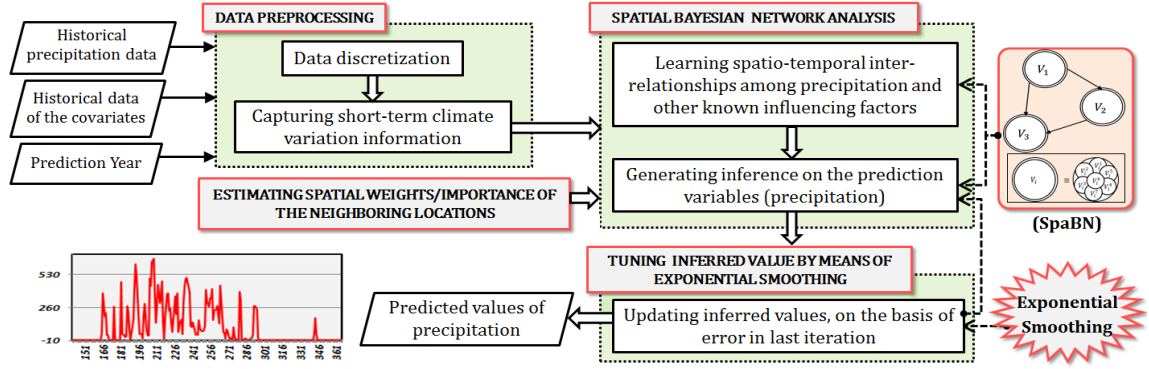 DATA PREPROCESSING
SPATIAL BAYESIAN NETWORK ANALYSIS
Historical
precipitation data
Historical data
of the covariates
Prediction Year
Data discretization
Capturing short-term climate
variation information
Learning spatio-temporal inter-
relationships among precipitation and
other known influencing factors
Generating inference on the prediction
variables (precipitation)
ESTIMATING SPATIAL WEIGHTS/IMPORTANCE OF
THE NEIGHBORING LOCATIONS
V1
V2
V3
Vi
≡
(SpaBN)
TUNING INFERRED VALUE BY MEANS OF
EXPONENTIAL SMOOTHING
Updating inferred values, on the basis of
error in last iteration
Predicted values of
precipitation
Exponential
Smoothing
530
260
-10
151 166 181 196 211 226 241 256 271 286 301 316 331 346 361